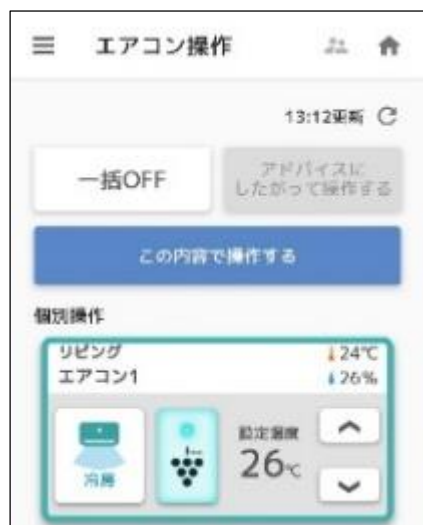 エアコン操作
13:12更新
一括OFF
アドバイスに
したがって操作する
この内容で操作する
個別操作
リビング
24℃
エアコン1
26%
冷房
設定温度
26℃